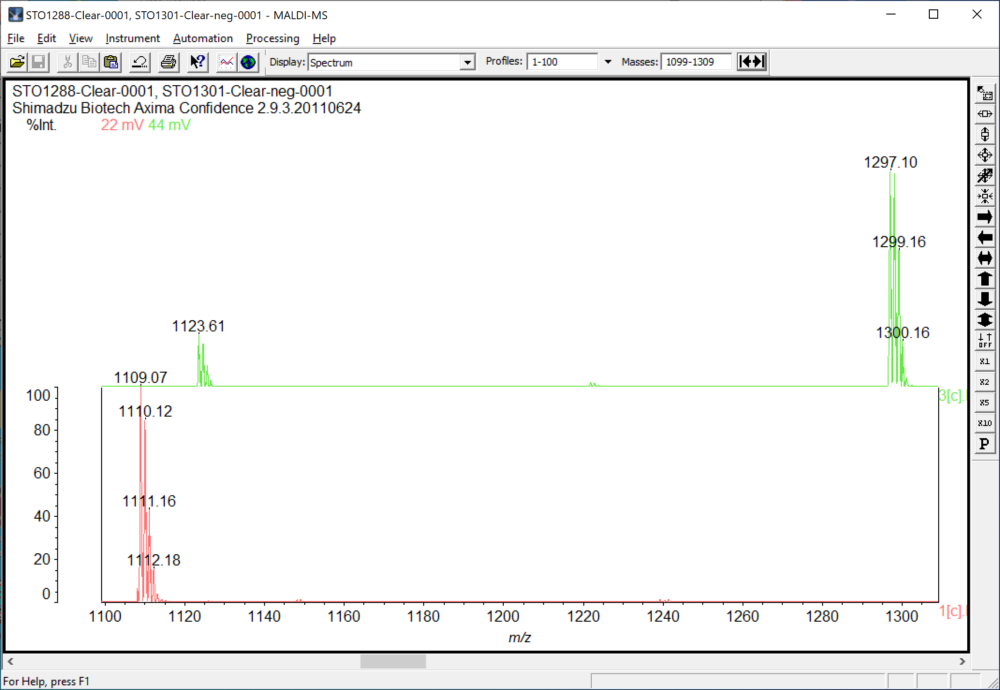 STO1288-Clear-0001, STO1301-Clear-neg-0001 - MALDI-MS
File Edit View Instrument Automation Processing Help
Display: Spectrum Profiles: 1-100 Masses: 1099-1309
STO1288-Clear-0001, STO1301-Clear-neg-0001
Shimadzu Biotech Axima Confidence 2.9.3.20110624
%Int. 22 mV 44 mV
1297.10
1299.16
1123.61
1300.16
1109.07
100
3[c].
1110.12
80
60
1111.16
40
20
1112.18
0
1[c].
1100 1120 1140 1160 1180 1200 1220 1240 1260 1280 1300
m/z
OFF
X1
X2
X5
X10
P
For Help, press F1